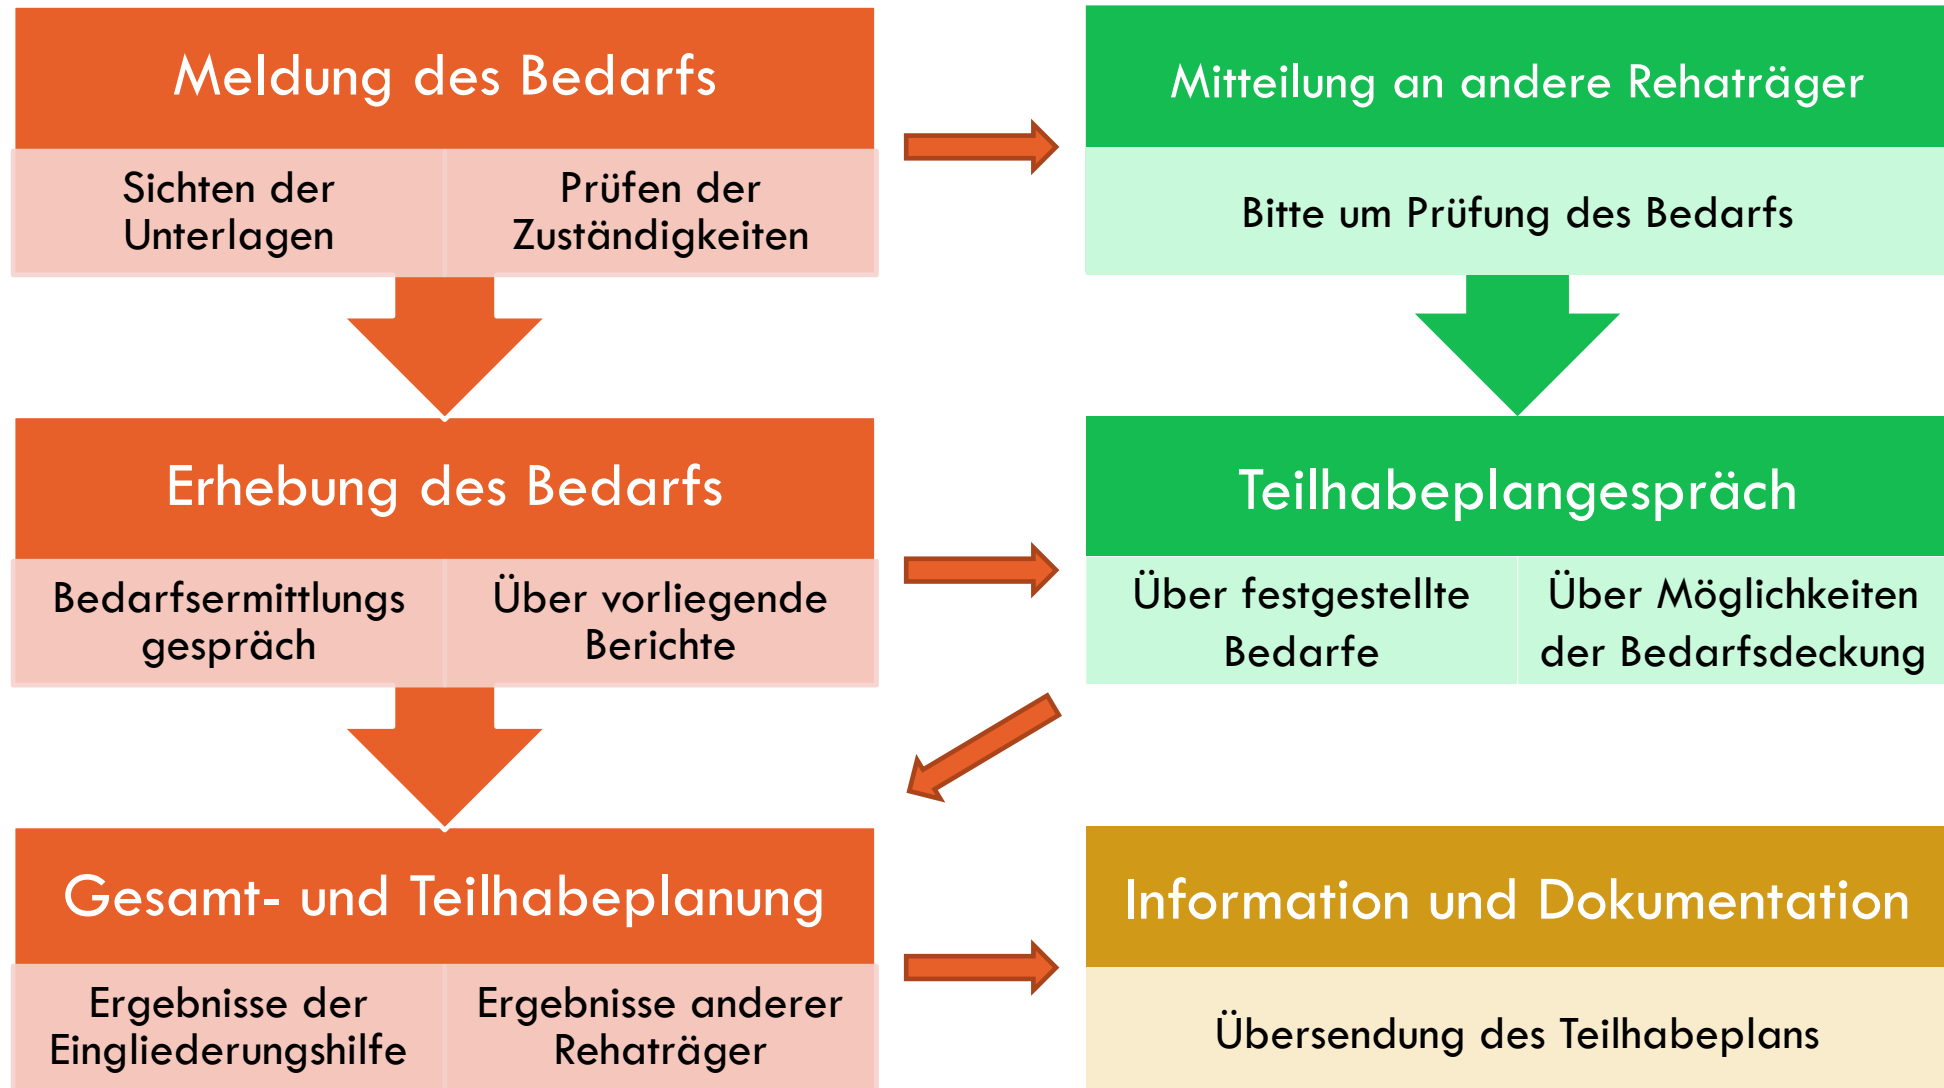 Meldung des Bedarfs
Sichten der
Unterlagen
Prüfen der
Zuständigkeiten
Mitteilung an andere Rehaträger
Bitte um Prüfung des Bedarfs
Erhebung des Bedarfs
Bedarfsermittlungs
gespräch
Über vorliegende
Berichte
Teilhabeplangespräch
Über festgestellte
Bedarfe
Über Möglichkeiten
der Bedarfsdeckung
Gesamt- und Teilhabeplanung
Ergebnisse der
Eingliederungshilfe
Ergebnisse anderer
Rehaträger
Information und Dokumentation
Übersendung des Teilhabeplans